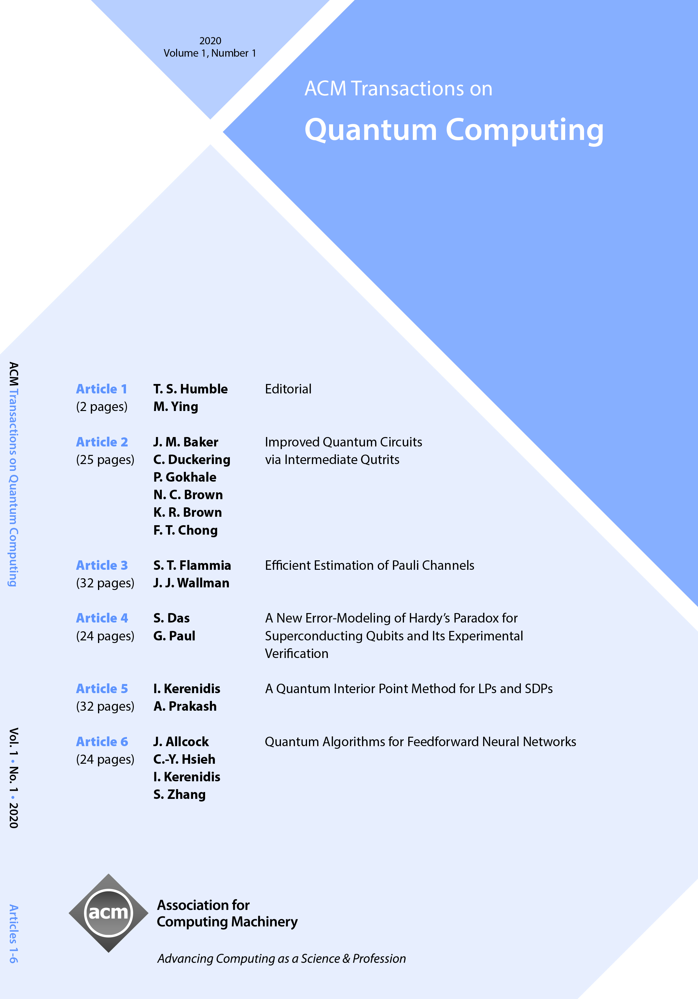 2020
Volume 1, Number 1
ACM Transactions on
Quantum Computing
Article 1
(2 pages)
T. S. Humble
M. Ying
Editorial
Article 2
(25 pages)
J. M. Baker
C. Duckering
P. Gokhale
N. C. Brown
K. R. Brown
F. T. Chong
Improved Quantum Circuits
via Intermediate Qutrits
Article 3
(32 pages)
S. T. Flammia
J. J. Wallman
Efficient Estimation of Pauli Channels
Article 4
(24 pages)
S. Das
G. Paul
A New Error-Modeling of Hardy’s Paradox for
Superconducting Qubits and Its Experimental
Verification
Article 5
(32 pages)
I. Kerenidis
A. Prakash
A Quantum Interior Point Method for LPs and SDPs
Article 6
(24 pages)
J. Allcock
C.-Y. Hsieh
I. Kerenidis
S. Zhang
Quantum Algorithms for Feedforward Neural Networks
acm
Association for
Computing Machinery
Advancing Computing as a Science & Profession
ACM Transactions on Quantum Computing
Vol. 1 • No. 1 • 2020
Articles 1-6